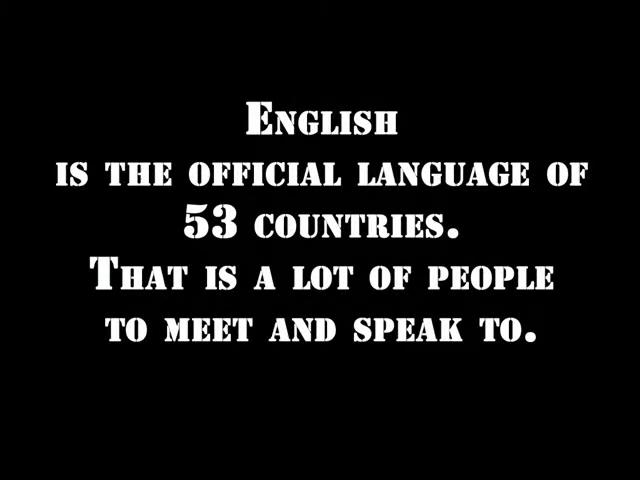 English
is the official language of
53 countries.
That is a lot of people
to meet and speak to.